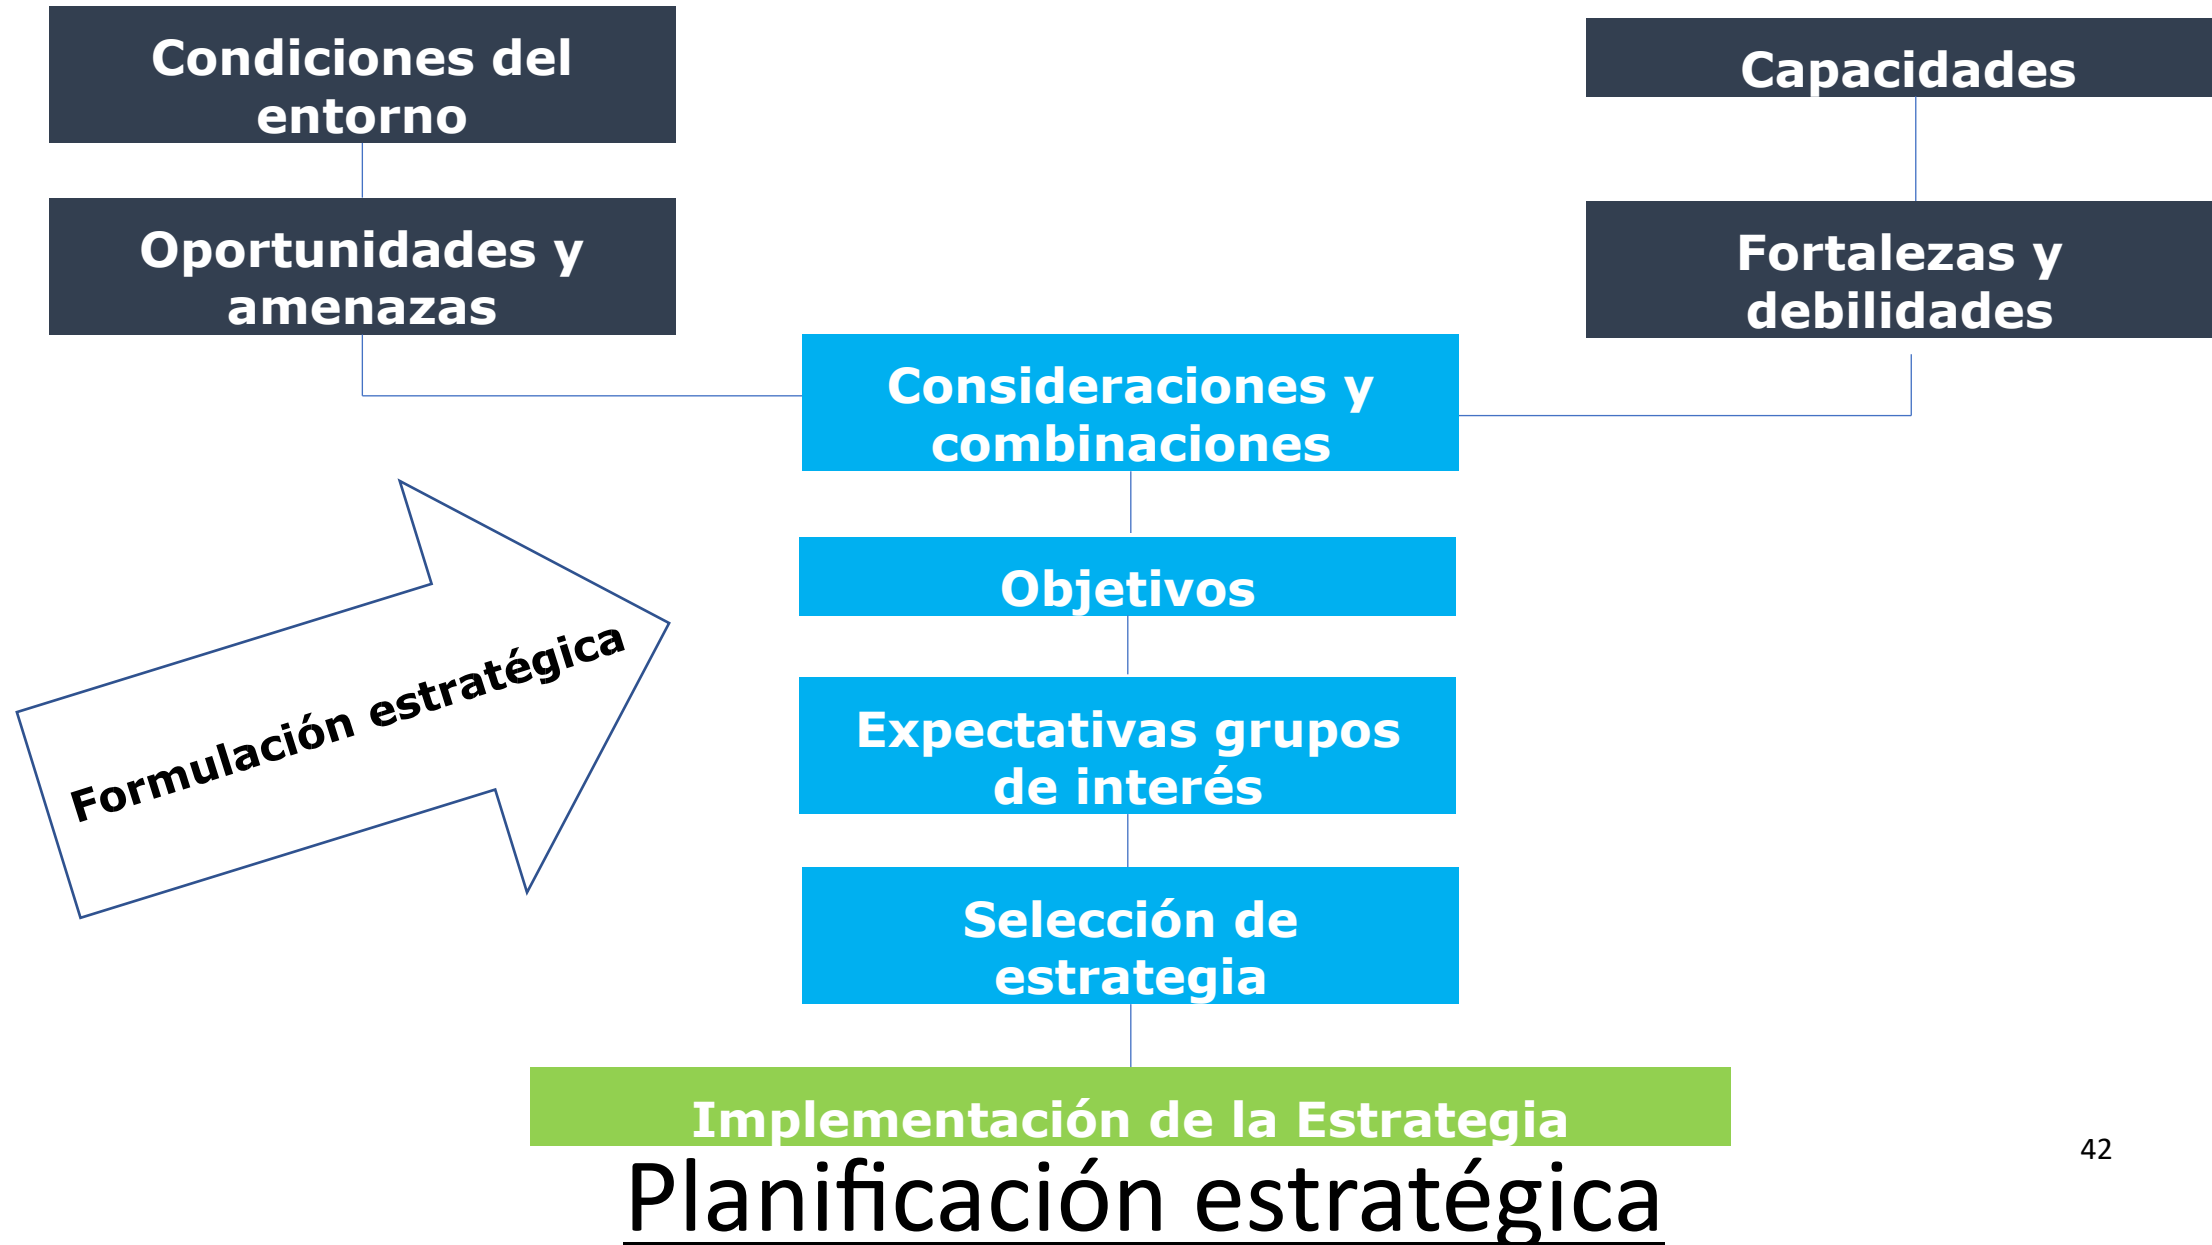 Condiciones del
entorno
Capacidades
Oportunidades y
amenazas
Fortalezas y
debilidades
Consideraciones y
combinaciones
Objetivos
Formulación estratégica
Expectativas grupos
de interés
Selección de
estrategia
Implementación de la Estrategia
42
Planificación estratégica